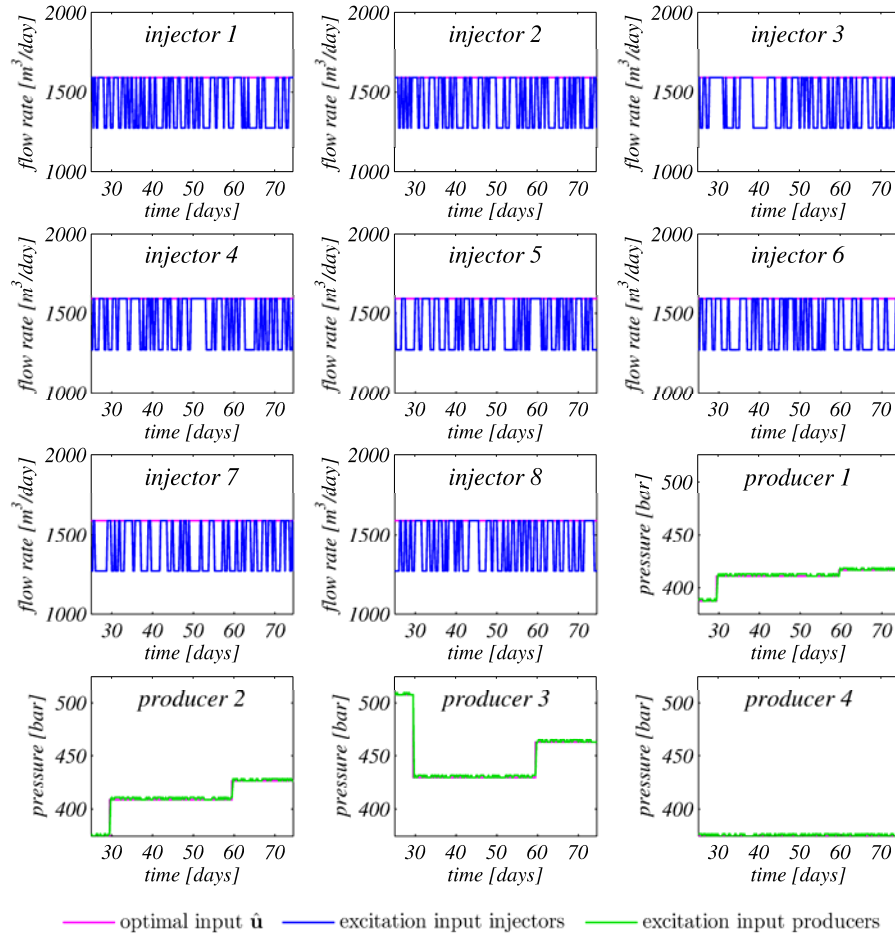 injector 1
flow rate [m³/day]
2000
1500
1000
30 40 50 60 70
time [days]
injector 2
flow rate [m³/day]
2000
1500
1000
30 40 50 60 70
time [days]
injector 3
flow rate [m³/day]
2000
1500
1000
30 40 50 60 70
time [days]
injector 4
flow rate [m³/day]
2000
1500
1000
30 40 50 60 70
time [days]
injector 5
flow rate [m³/day]
2000
1500
1000
30 40 50 60 70
time [days]
injector 6
flow rate [m³/day]
2000
1500
1000
30 40 50 60 70
time [days]
injector 7
flow rate [m³/day]
2000
1500
1000
30 40 50 60 70
time [days]
injector 8
flow rate [m³/day]
2000
1500
1000
30 40 50 60 70
time [days]
producer 1
pressure [bar]
500
450
400
30 40 50 60 70
time [days]
producer 2
pressure [bar]
500
450
400
30 40 50 60 70
time [days]
producer 3
pressure [bar]
500
450
400
30 40 50 60 70
time [days]
producer 4
pressure [bar]
500
450
400
30 40 50 60 70
time [days]
optimal input û excitation input injectors excitation input producers